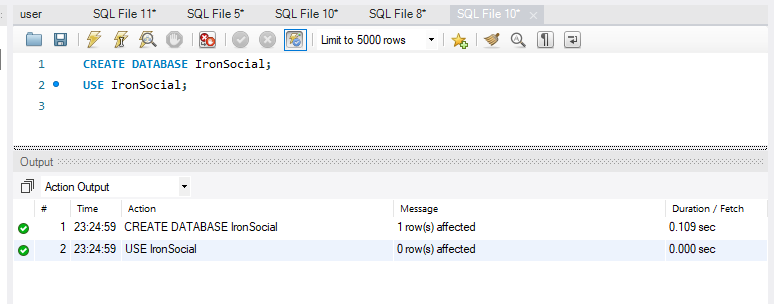 user SQL File 11* SQL File 5* SQL File 10* SQL File 8* SQL File 10*
Limit to 5000 rows
1 CREATE DATABASE IronSocial;
2 USE IronSocial;
3
Output
Action Output
# Time Action Message Duration / Fetch
1 23:24:59 CREATE DATABASE IronSocial 1 row(s) affected 0.109 sec
2 23:24:59 USE IronSocial 0 row(s) affected 0.000 sec